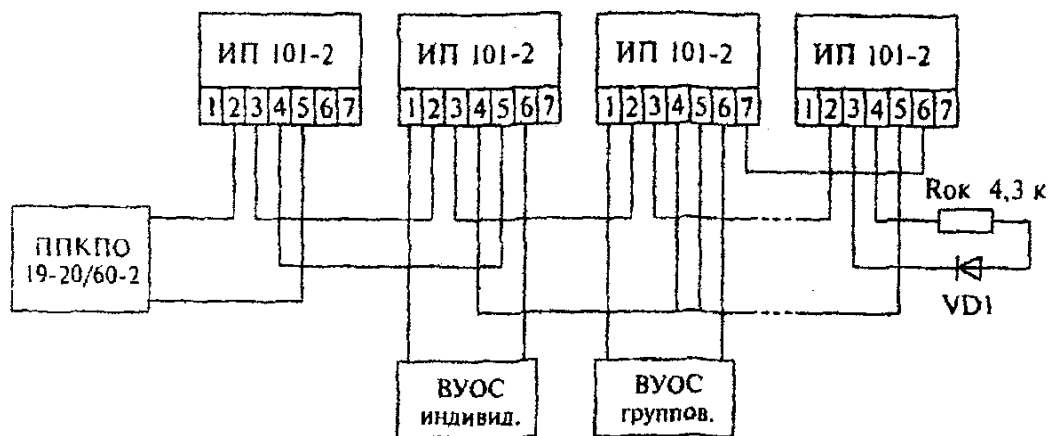 ИП 101-2 ИП 101-2 ИП 101-2 ИП 101-2
1 2 3 4 5 6 7 1 2 3 4 5 6 7 1 2 3 4 5 6 7 1 2 3 4 5 6 7
Rок 4,3 к
ППКПО
19-20/60-2
VD1
ВУОС
индивид.
ВУОС
группов.